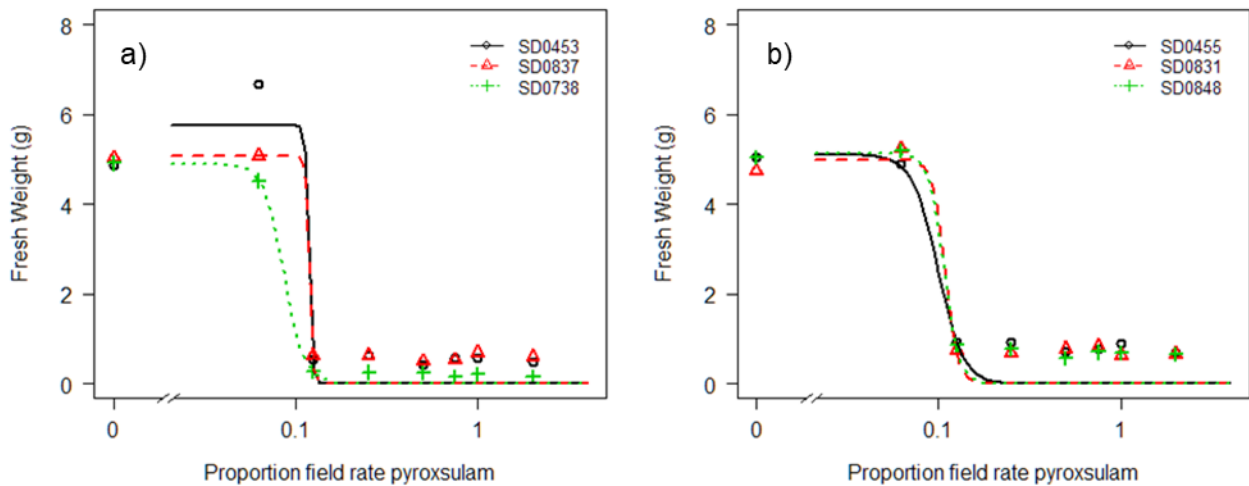 a)
SD0453
SD0837
SD0738
8
6
4
2
0
Fresh Weight (g)
0
0.1
1
Proportion field rate pyroxsulam
b)
SD0455
SD0831
SD0848
8
6
4
2
0
Fresh Weight (g)
0
0.1
1
Proportion field rate pyroxsulam